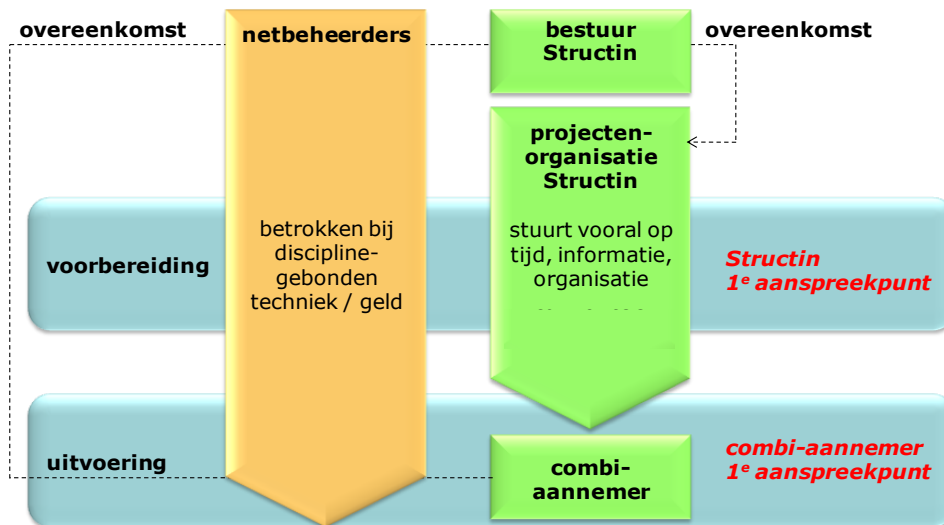 overeenkomst
netbeheerders
bestuur
Structin
overeenkomst
projecten-
organisatie
Structin
voorbereiding
betrokken bij
discipline-
gebonden
techniek / geld
stuurt vooral op
tijd, informatie,
organisatie
Structin
1e aanspreekpunt
uitvoering
combi-
aannemer
combi-aannemer
1e aanspreekpunt